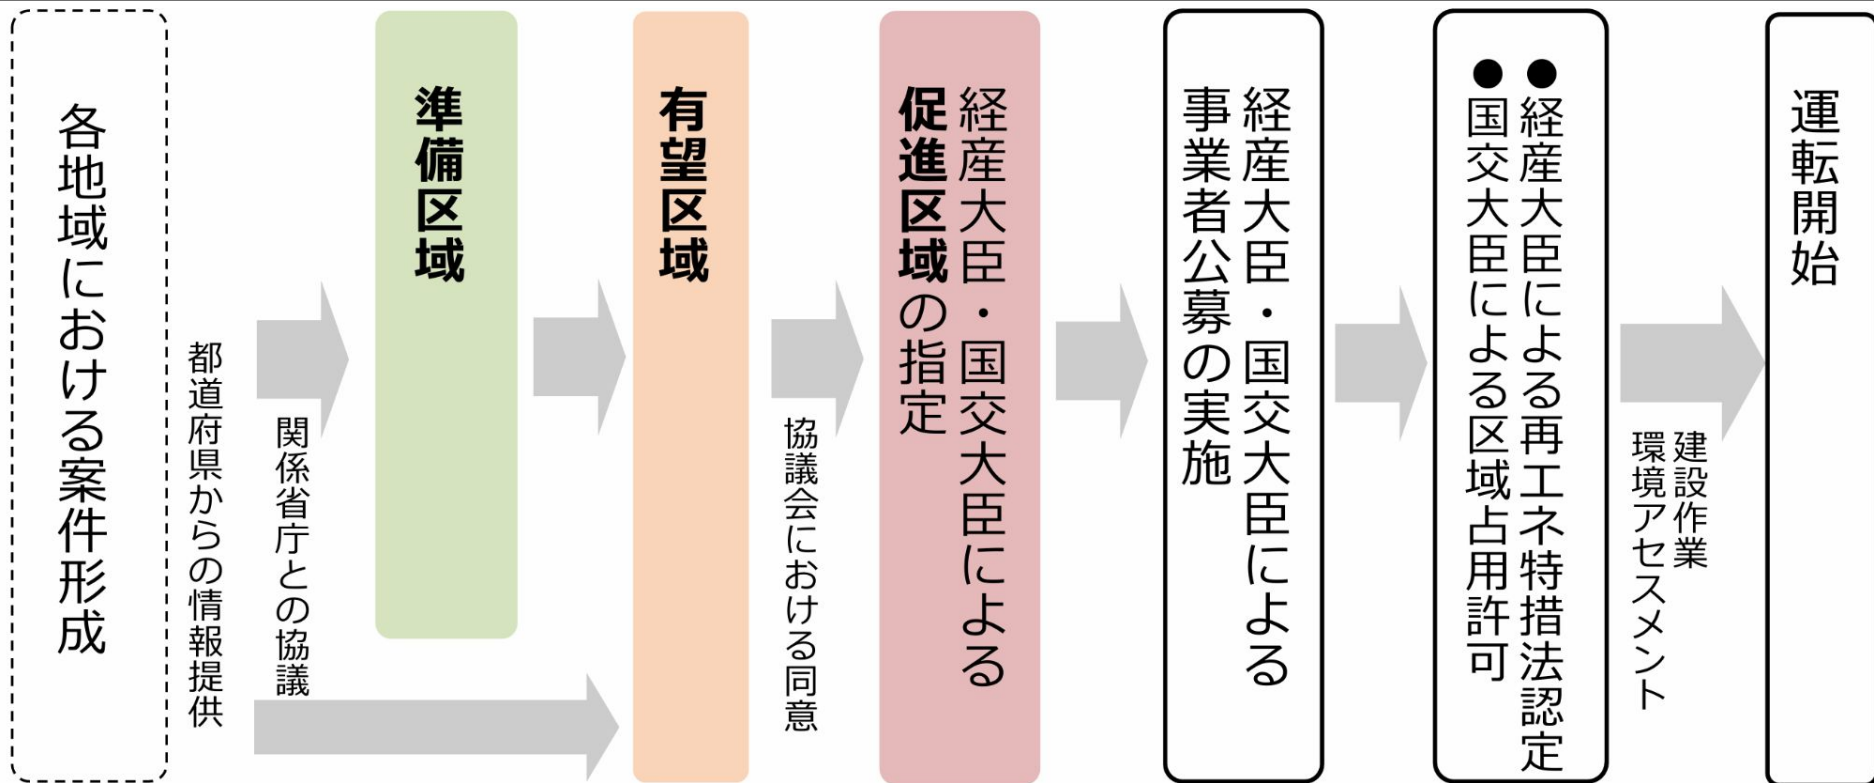 各地域における案件形成
都道府県からの情報提供
関係省庁との協議
準備区域
有望区域
協議会における同意
経産大臣・国交大臣による
促進区域の指定
経産大臣・国交大臣による
事業者公募の実施
●経産大臣による再エネ特措法認定
●国交大臣による区域占用許可
建設作業
環境アセスメント
運転開始